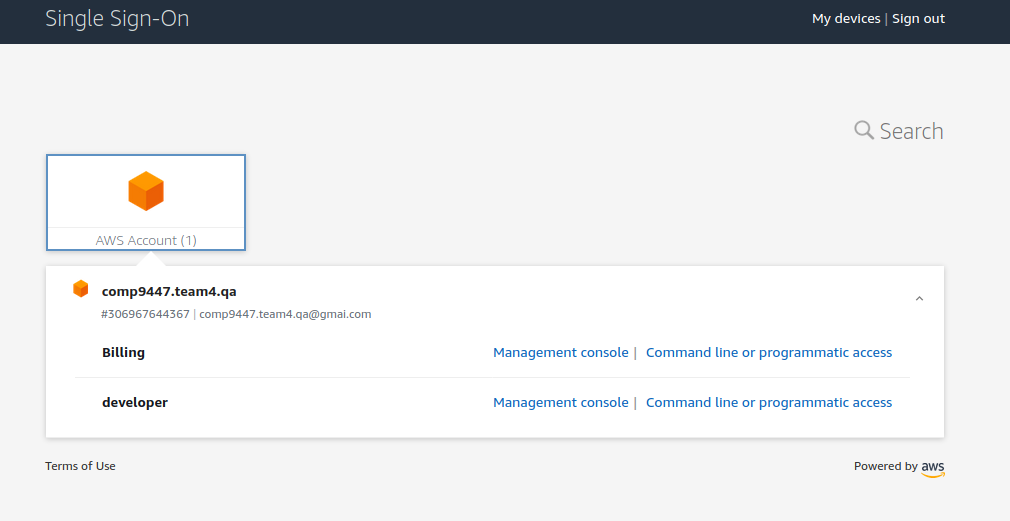 Single Sign-On
My devices | Sign out
Search
AWS Account (1)
comp9447.team4.qa
#306967644367 | comp9447.team4.qa@gmai.com
Billing Management console | Command line or programmatic access
developer Management console | Command line or programmatic access
Terms of Use
Powered by aws